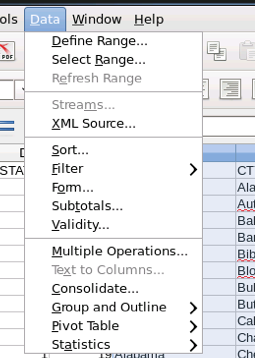 ols Data Window Help
Define Range...
Select Range...
Refresh Range
Streams...
XML Source...
Sort...
Filter
Form...
Subtotals...
Validity...
Multiple Operations...
Text to Columns...
Consolidate...
Group and Outline
Pivot Table
Statistics
STA
CT
Ala
Aut
Bal
Bar
Bib
Blo
Bul
But
Cal
Cha
19 Alabama